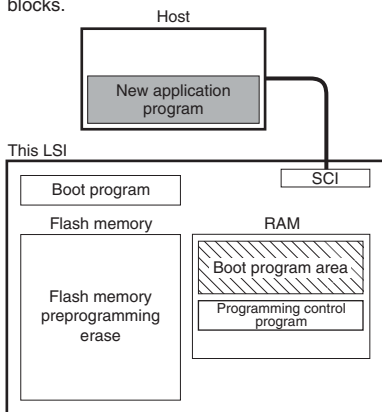 blocks.
Host
New application
program
This LSI
SCI
Boot program
Flash memory
RAM
Flash memory
preprogramming
erase
Boot program area
Programming control
program